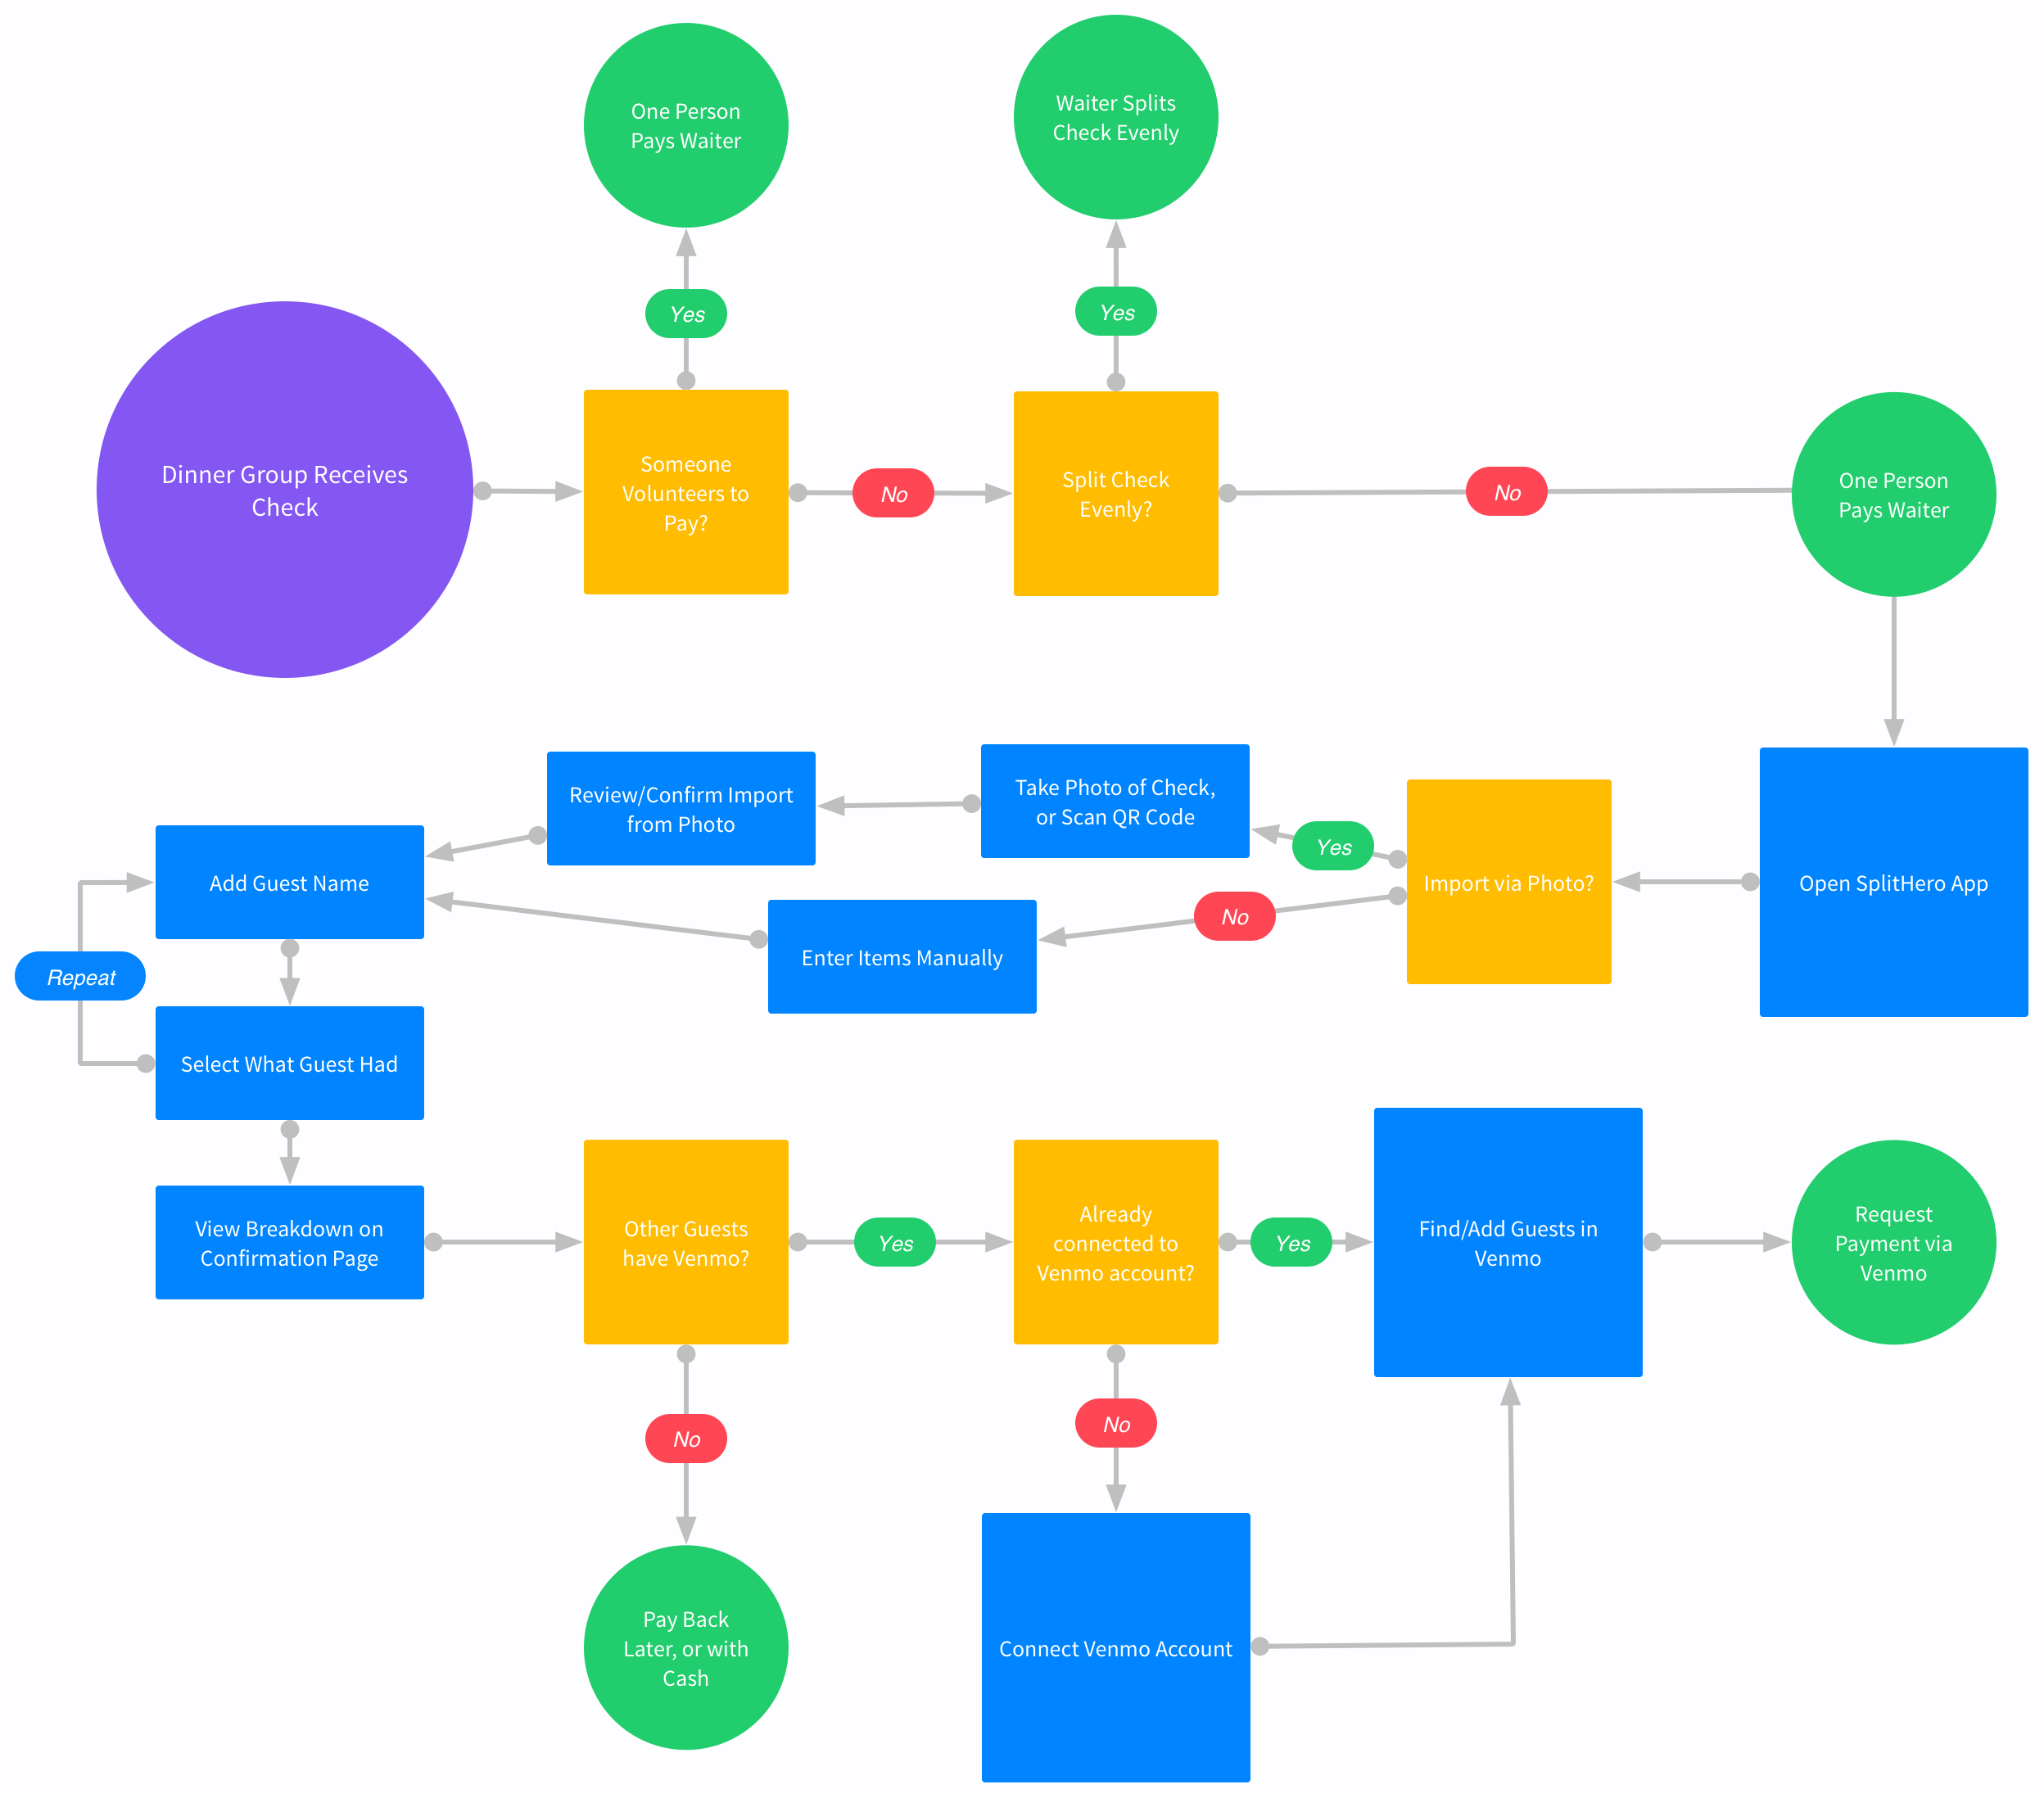 One Person
Pays Waiter
Waiter Splits
Check Evenly
Yes
Yes
Dinner Group Receives
Check
Someone
Volunteers to
Pay?
No
Split Check
Evenly?
No
One Person
Pays Waiter
Open SplitHero App
Import via Photo?
Yes
Take Photo of Check,
or Scan QR Code
Review/Confirm Import
from Photo
No
Enter Items Manually
Add Guest Name
Repeat
Select What Guest Had
View Breakdown on
Confirmation Page
Other Guests
have Venmo?
Yes
Already
connected to
Venmo account?
Yes
Find/Add Guests in
Venmo
Request
Payment via
Venmo
No
No
Pay Back
Later, or with
Cash
Connect Venmo Account